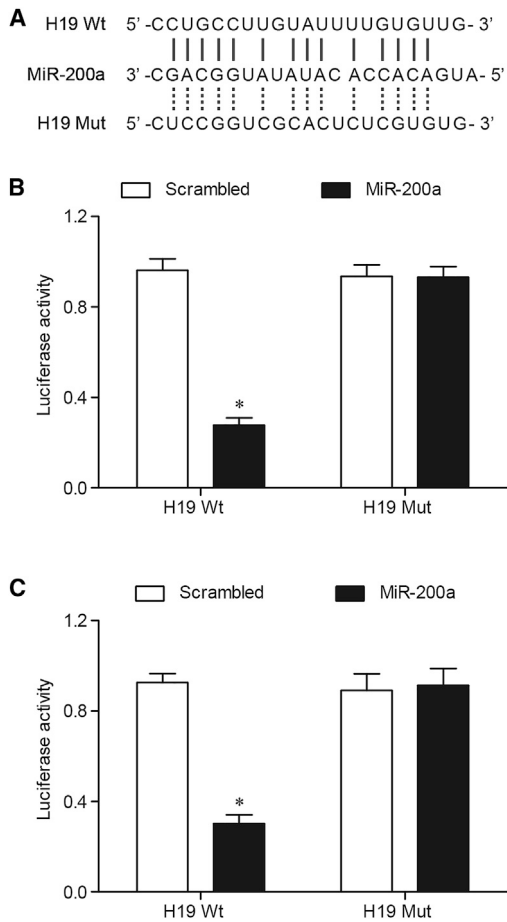 A
H19 Wt 5' -CCUGCCUUGUAUUUUGUGUUG- 3'
MiR-200a 3' -CGACGGUAUAUACACCACAGUA- 5'
H19 Mut 5' -CUCCGGUCGCACUCUCGUGUG- 3'
B
Scrambled MiR-200a
Luciferase activity
1.2
0.8
0.4
0.0
*
H19 Wt H19 Mut
C
Scrambled MiR-200a
Luciferase activity
1.2
0.8
0.4
0.0
*
H19 Wt H19 Mut